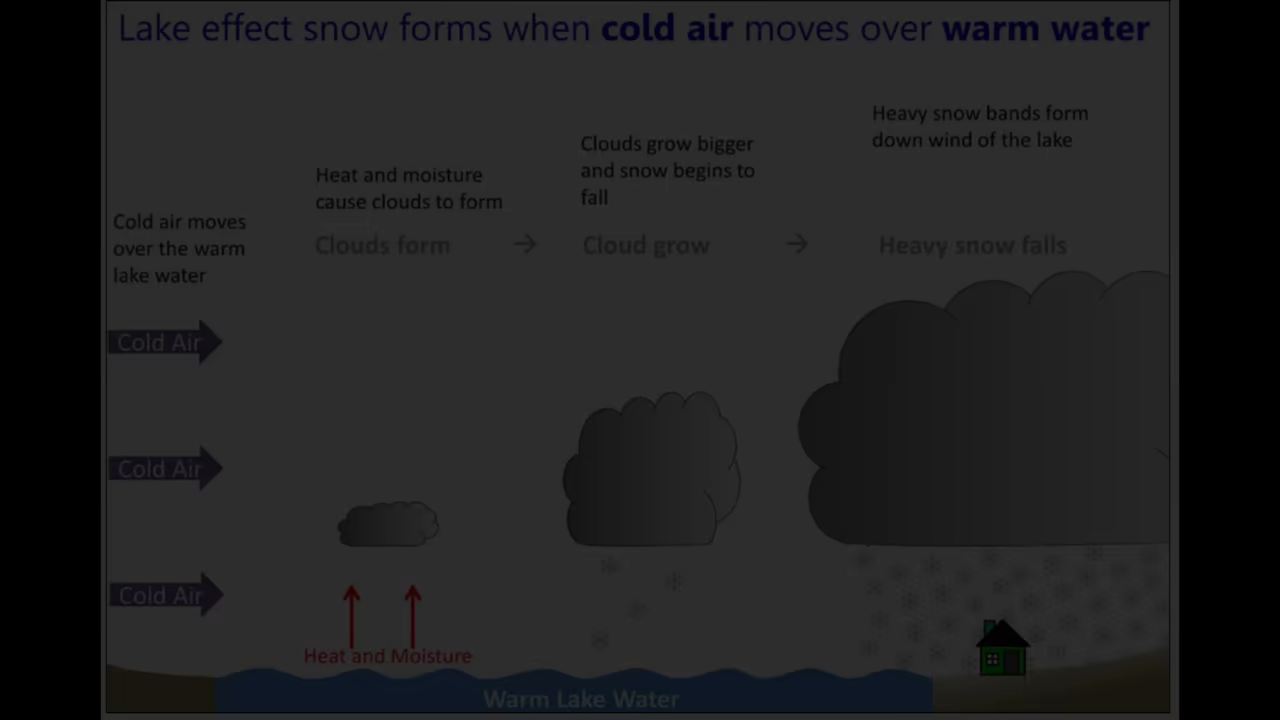 Lake effect snow forms when cold air moves over warm water
Cold air moves
over the warm
lake water
Heat and moisture
cause clouds to form
Clouds grow bigger
and snow begins to
fall
Heavy snow bands form
down wind of the lake
Clouds form → Cloud grow → Heavy snow falls
Cold Air
Cold Air
Cold Air
Heat and Moisture
Warm Lake Water